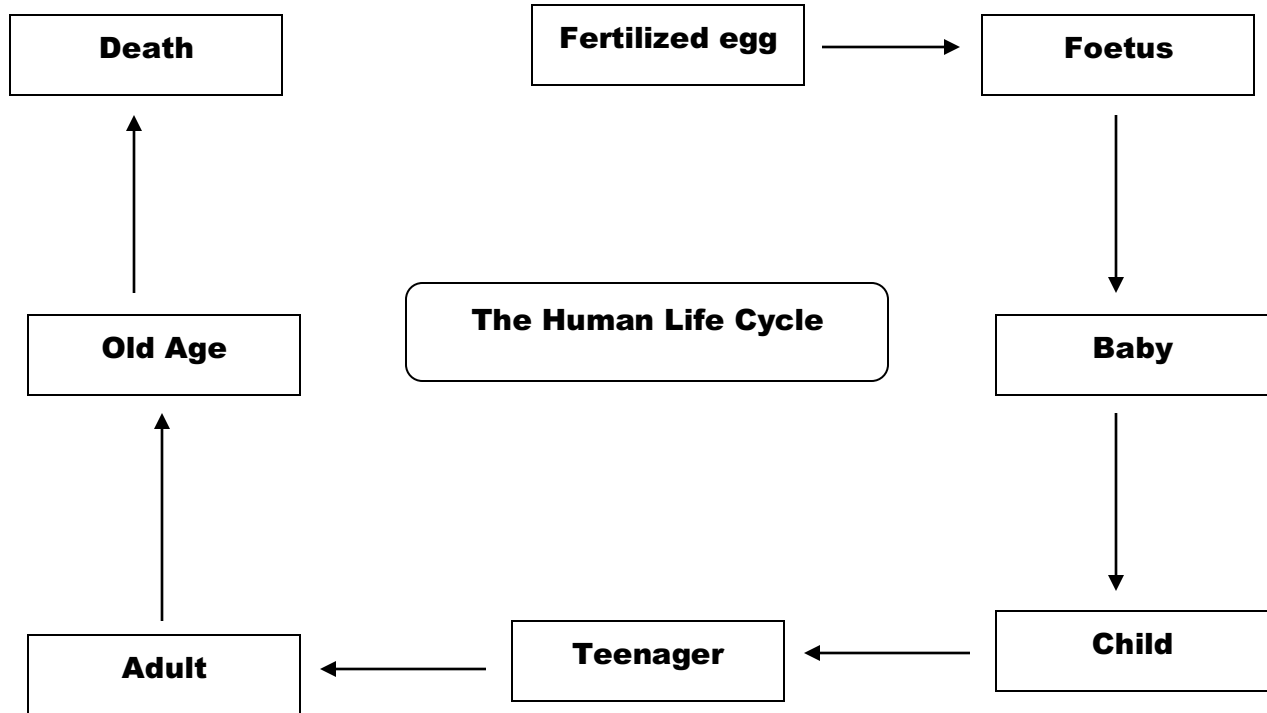 Death
Fertilized egg
Foetus
Old Age
The Human Life Cycle
Baby
Adult
Teenager
Child